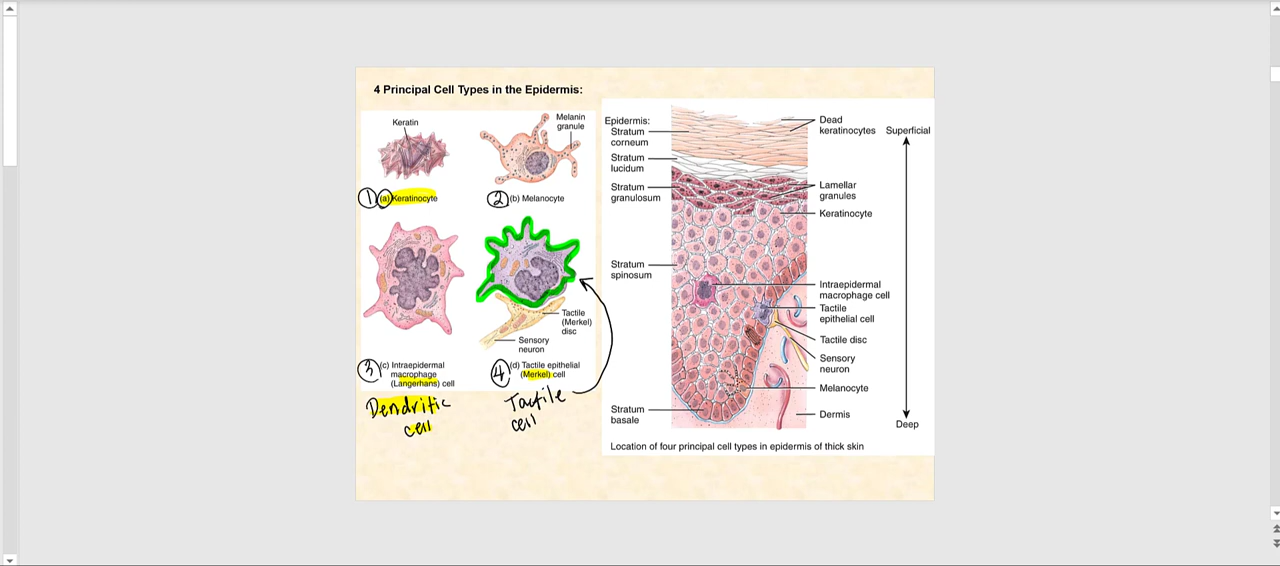 4 Principal Cell Types in the Epidermis:
Keratin
Melanin
granule
① (a) Keratinocyte
② (b) Melanocyte
Tactile
(Merkel)
disc
Sensory
neuron
③ (c) Intraepidermal
macrophage
(Langerhans) cell
④ (d) Tactile epithelial
(Merkel) cell
Dendritic
cell
Tactile
cell
Epidermis:
Stratum
corneum
Stratum
lucidum
Stratum
granulosum
Stratum
spinosum
Stratum
basale
Dead
keratinocytes
Lamellar
granules
Keratinocyte
Intraepidermal
macrophage cell
Tactile
epithelial cell
Tactile disc
Sensory
neuron
Melanocyte
Dermis
Superficial
Deep
Location of four principal cell types in epidermis of thick skin